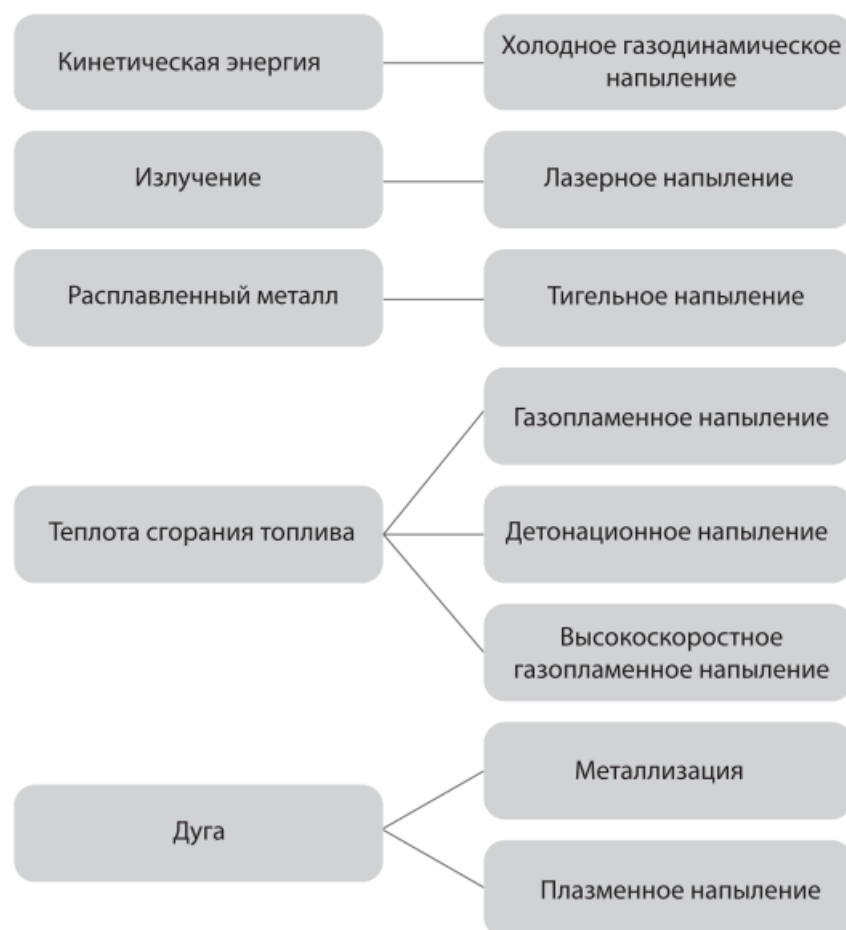 Кинетическая энергия
Холодное газодинамическое
напыление
Излучение
Лазерное напыление
Расплавленный металл
Тигельное напыление
Газопламенное напыление
Теплота сгорания топлива
Детонационное напыление
Высокоскоростное
газопламенное напыление
Металлизация
Дуга
Плазменное напыление